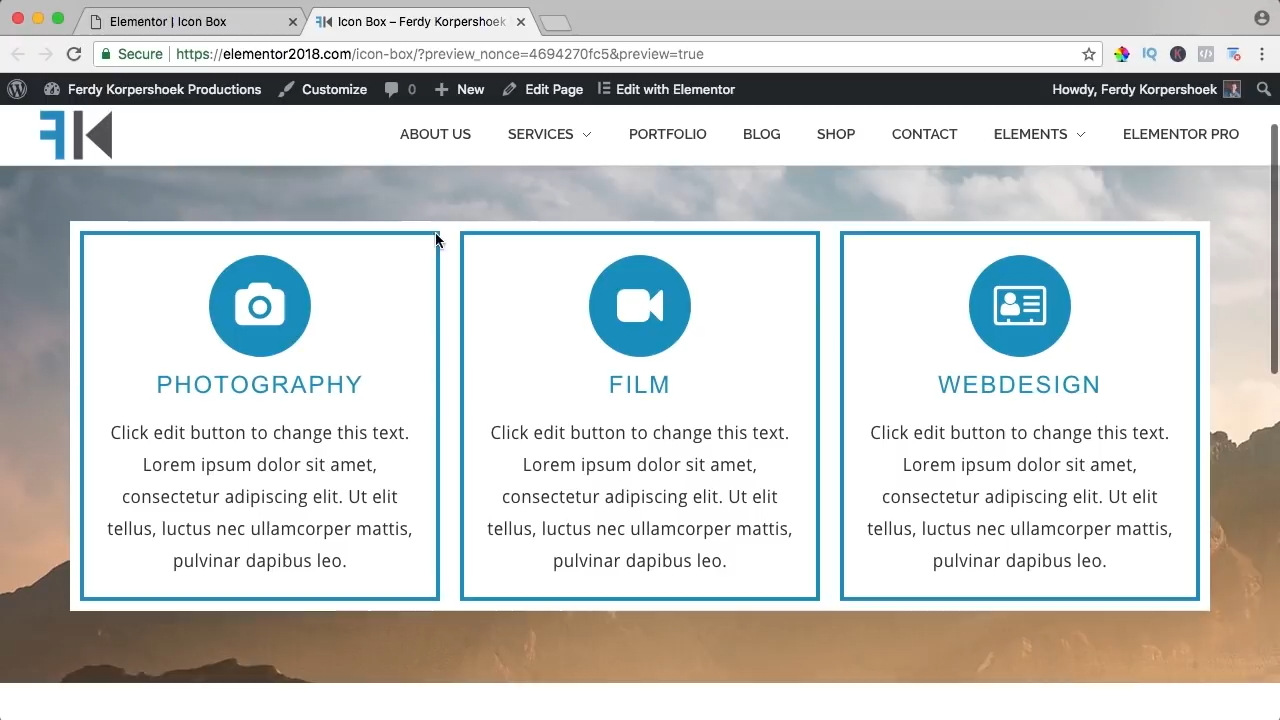 Elementor | Icon Box
Icon Box – Ferdy Korpershoek
Secure
https://elementor2018.com/icon-box/?preview_nonce=4694270fc5&preview=true
Ferdy Korpershoek Productions
Customize
0
New
Edit Page
Edit with Elementor
Howdy, Ferdy Korpershoek
FK
ABOUT US
SERVICES
PORTFOLIO
BLOG
SHOP
CONTACT
ELEMENTS
ELEMENTOR PRO
PHOTOGRAPHY
Click edit button to change this text.
Lorem ipsum dolor sit amet,
consectetur adipiscing elit. Ut elit
tellus, luctus nec ullamcorper mattis,
pulvinar dapibus leo.
FILM
Click edit button to change this text.
Lorem ipsum dolor sit amet,
consectetur adipiscing elit. Ut elit
tellus, luctus nec ullamcorper mattis,
pulvinar dapibus leo.
WEBDESIGN
Click edit button to change this text.
Lorem ipsum dolor sit amet,
consectetur adipiscing elit. Ut elit
tellus, luctus nec ullamcorper mattis,
pulvinar dapibus leo.